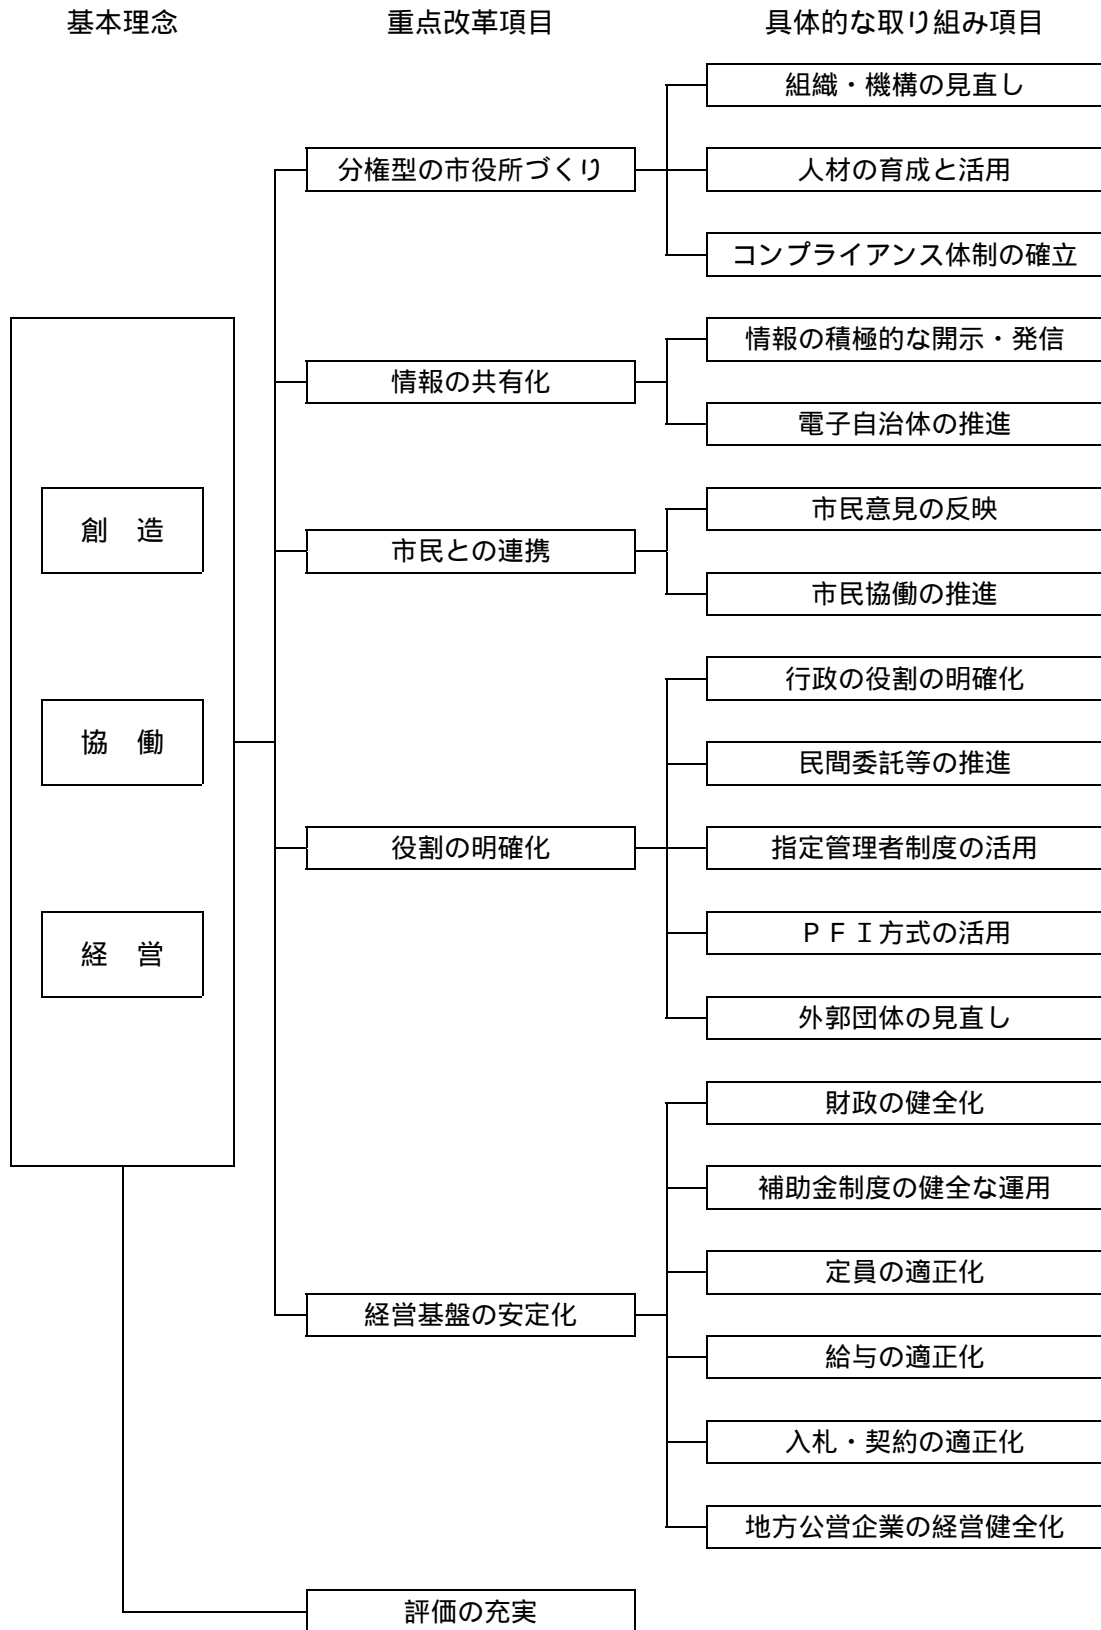 基本理念　重点改革項目　具体的な取り組み項目
組織・機構の見直し
分権型の市役所づくり
人材の育成と活用
コンプライアンス体制の確立
情報の積極的な開示・発信
情報の共有化
電子自治体の推進
市民意見の反映
創　造
市民との連携
市民協働の推進
行政の役割の明確化
協　働
民間委託等の推進
役割の明確化
指定管理者制度の活用
ＰＦＩ方式の活用
経　営
外郭団体の見直し
財政の健全化
補助金制度の健全な運用
定員の適正化
経営基盤の安定化
給与の適正化
入札・契約の適正化
地方公営企業の経営健全化
評価の充実